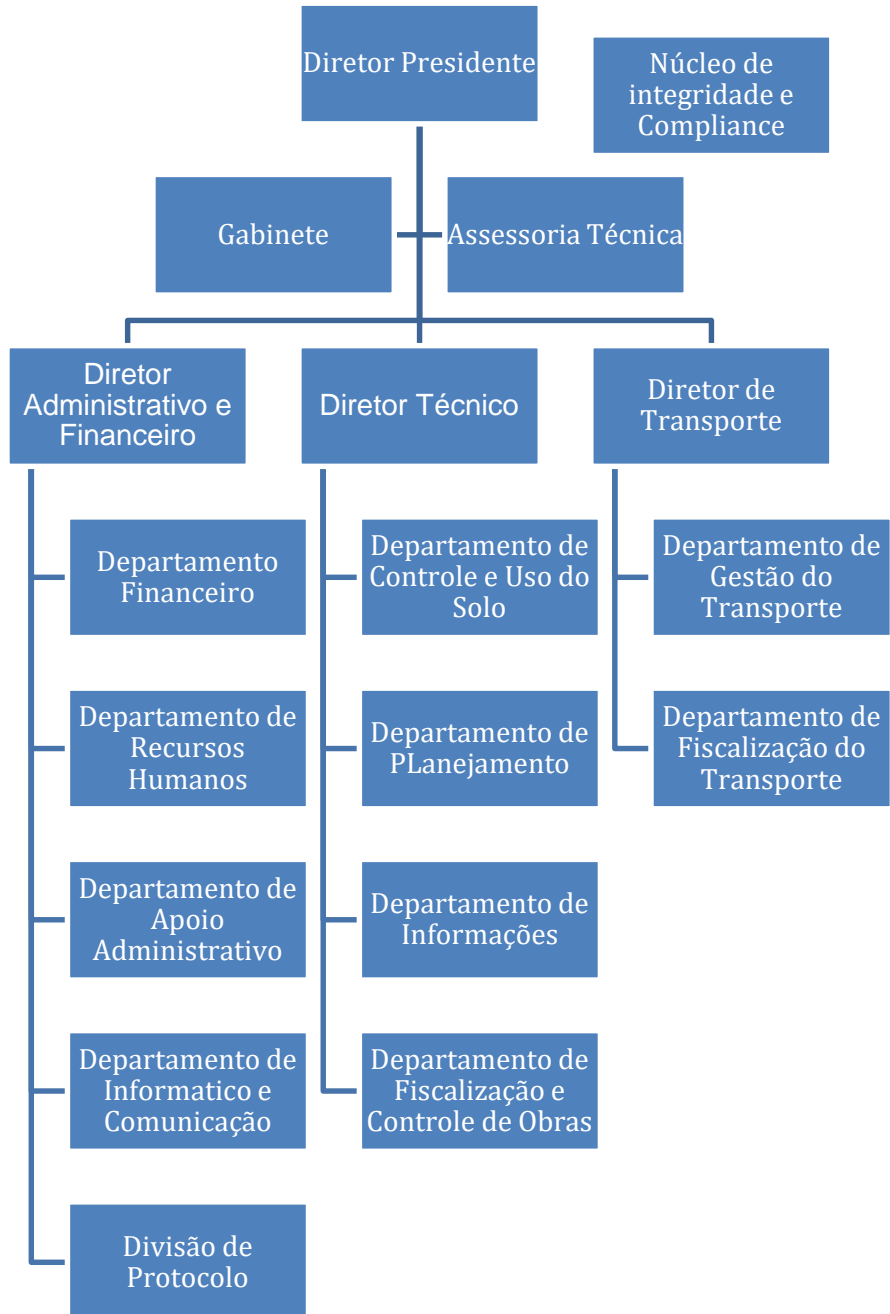 Diretor Presidente
Núcleo de
integridade e
Compliance
Gabinete
Assessoria Técnica
Diretor
Administrativo e
Financeiro
Diretor Técnico
Diretor de
Transporte
Departamento
Financeiro
Departamento de
Controle e Uso do
Solo
Departamento de
Gestão do
Transporte
Departamento de
Recursos
Humanos
Departamento de
PLanejamento
Departamento de
Fiscalização do
Transporte
Departamento de
Apoio
Administrativo
Departamento de
Informações
Departamento de
Informatico e
Comunicação
Departamento de
Fiscalização e
Controle de Obras
Divisão de
Protocolo